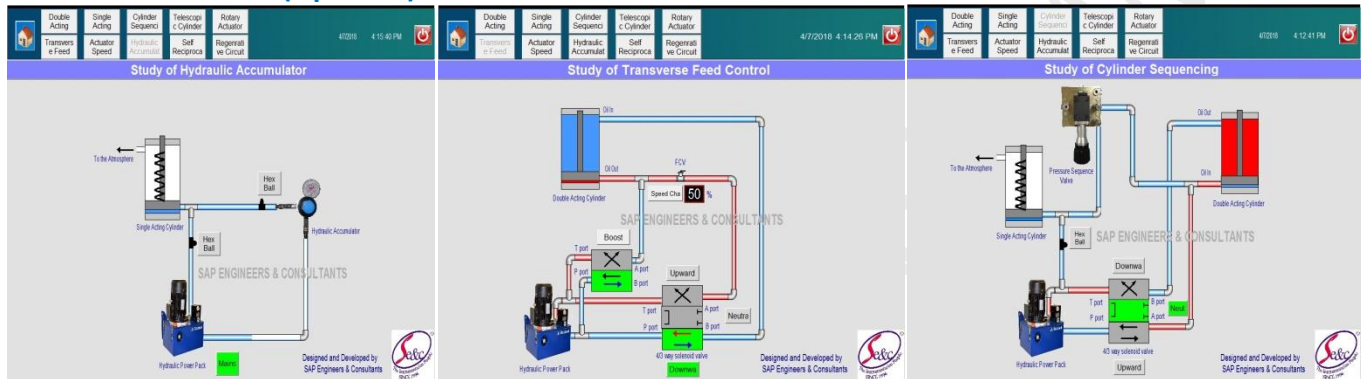 Double Acting
Single Acting
Cylinder Sequenci
Telescopi c Cylinder
Rotary Actuator
Transvers e Feed
Actuator Speed
Hydraulic Accumulat
Self Reciproca
Regenrati ve Circuit
4/7/2018 4:15:40 PM
Study of Hydraulic Accumulator
To the Atmosphere
Hex Ball
Single Acting Cylinder
Hydraulic Accumulator
Hex Ball
SAP ENGINEERS & CONSULTANTS
Hydraulic Power Pack
Mains
Designed and Developed by
SAP Engineers & Consultants
Se&c
SINCE 1994
Double Acting
Single Acting
Cylinder Sequenci
Telescopi c Cylinder
Rotary Actuator
Transvers e Feed
Actuator Speed
Hydraulic Accumulat
Self Reciproca
Regenrati ve Circuit
4/7/2018 4:14:26 PM
Study of Transverse Feed Control
Oil In
Oil Out
FCV
Double Acting Cylinder
Speed Cha 50 %
SAP ENGINEERS & CONSULTANTS
Boost
T port
A port
P port
B port
Upward
T port
A port
Neutra
P port
B port
4/3 way solenoid valve
Hydraulic Power Pack
Downwa
Designed and Developed by
SAP Engineers & Consultants
Se&c
SINCE 1994
Double Acting
Single Acting
Cylinder Sequenci
Telescopi c Cylinder
Rotary Actuator
Transvers e Feed
Actuator Speed
Hydraulic Accumulat
Self Reciproca
Regenrati ve Circuit
4/7/2018 4:12:41 PM
Study of Cylinder Sequencing
Oil Out
To the Atmosphere
Pressure Sequence Valve
Oil In
Double Acting Cylinder
Single Acting Cylinder
Hex Ball
SAP ENGINEERS & CONSULTANTS
Downwa
T port
B port
Neut
P port
A port
4/3 way solenoid valve
Hydraulic Power Pack
Upward
Designed and Developed by
SAP Engineers & Consultants
Se&c
SINCE 1994